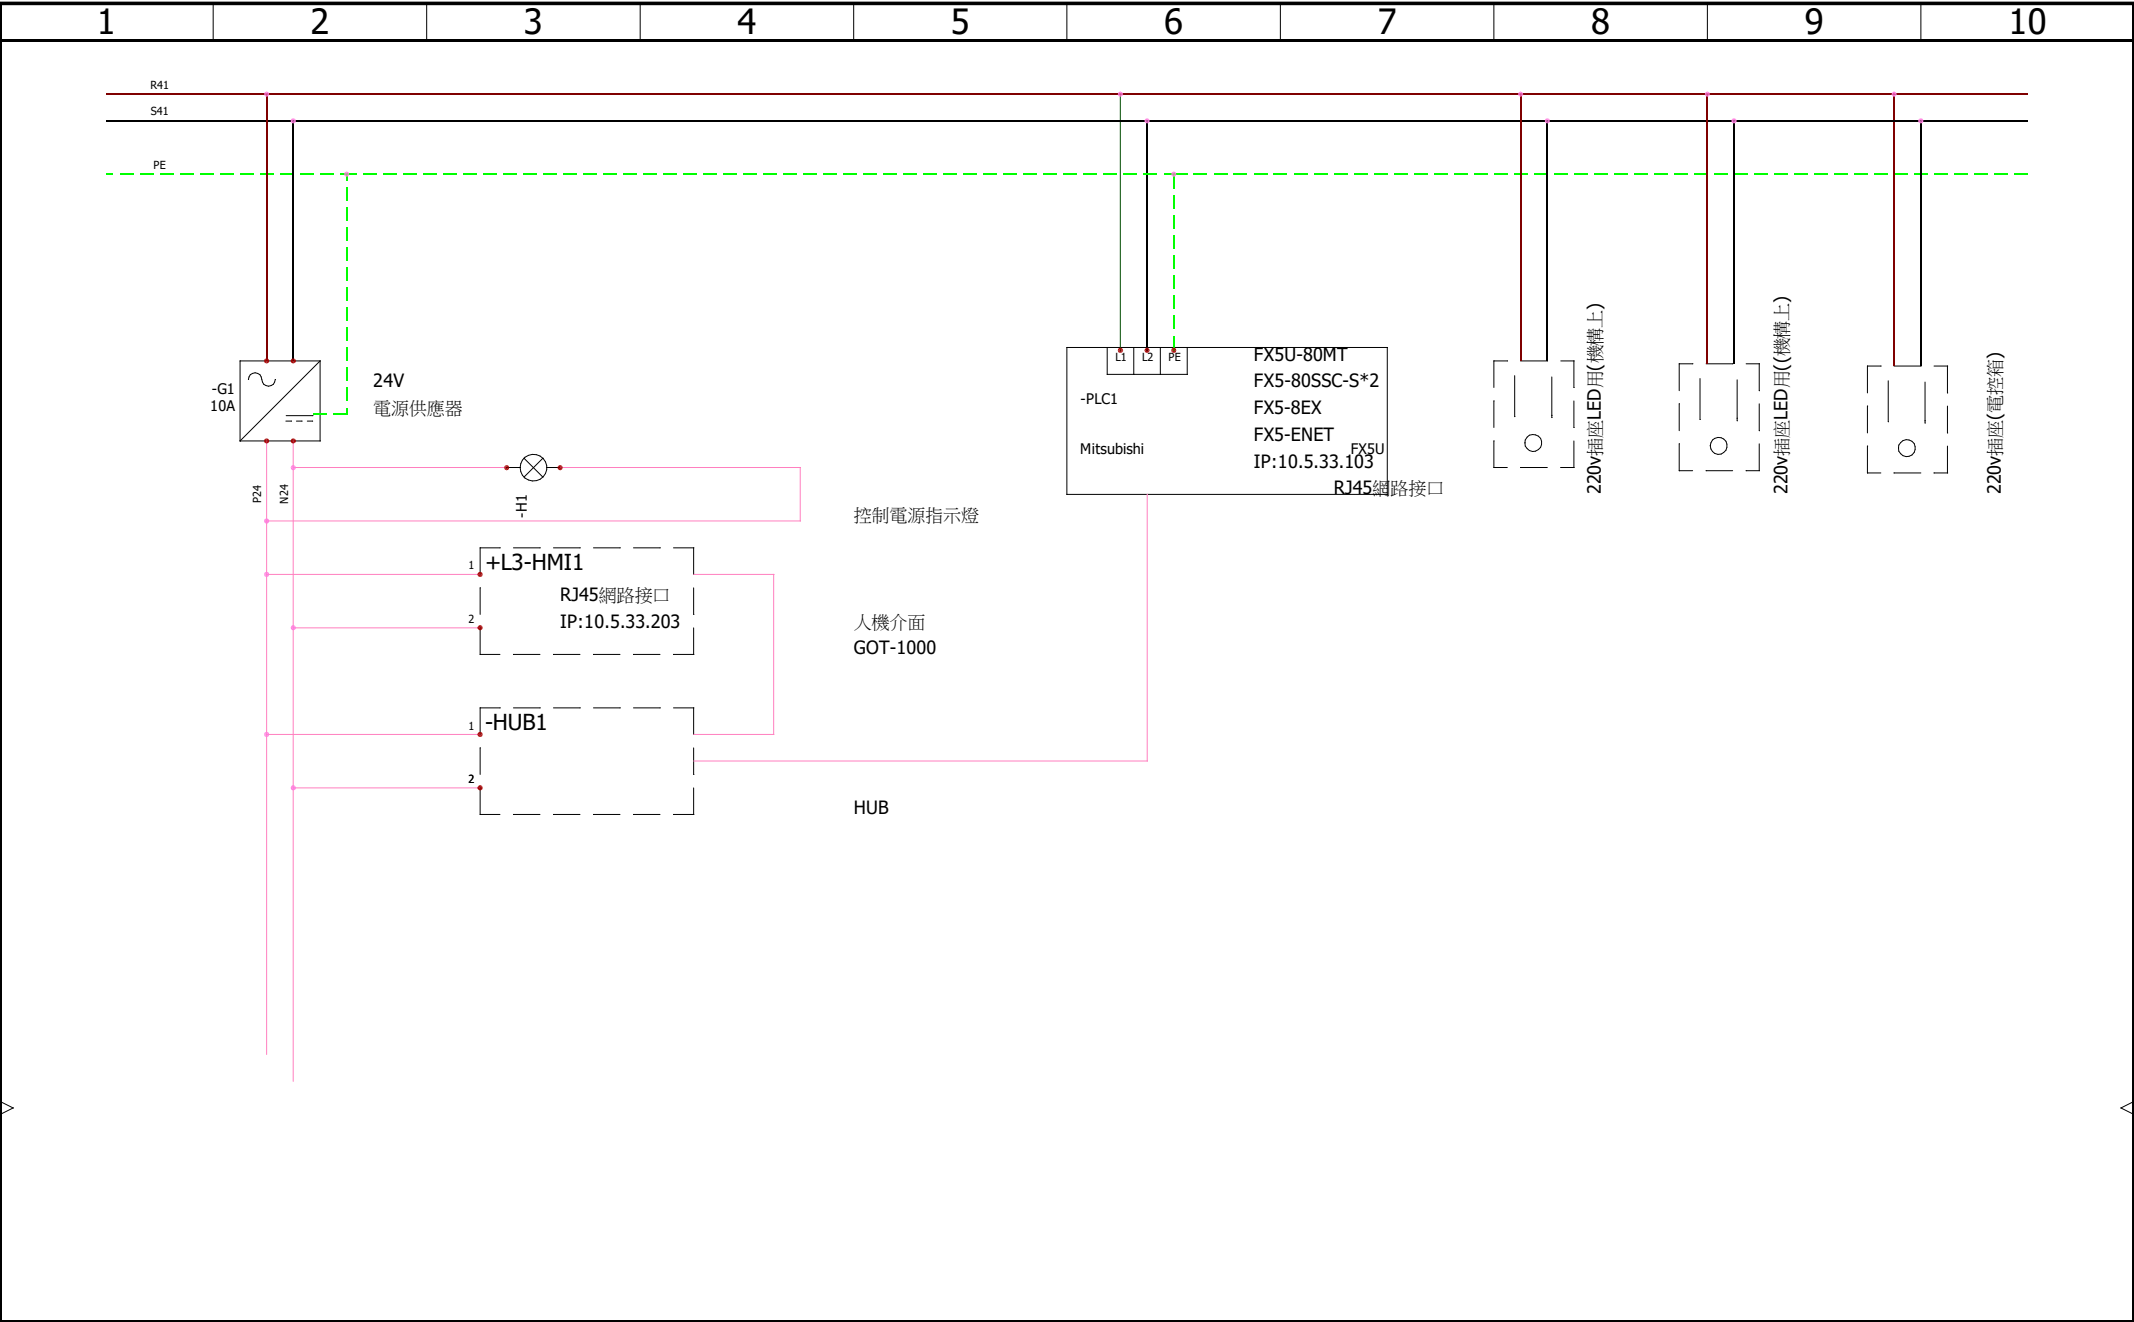 1 2 3 4 5 6 7 8 9 10
R41
S41
PE
-G1
10A
24V
電源供應器
P24
N24
-H1
控制電源指示燈
1
+L3-HMI1
RJ45網路接口
2
IP:10.5.33.203
人機介面
GOT-1000
1
-HUB1
2
HUB
L1 L2 PE
-PLC1
Mitsubishi
FX5U-80MT
FX5-80SSC-S*2
FX5-8EX
FX5-ENET
FX5U
IP:10.5.33.103
RJ45網路接口
220v插座LED用(機構上)
220v插座LED用((機構上)
220v插座(電控箱)